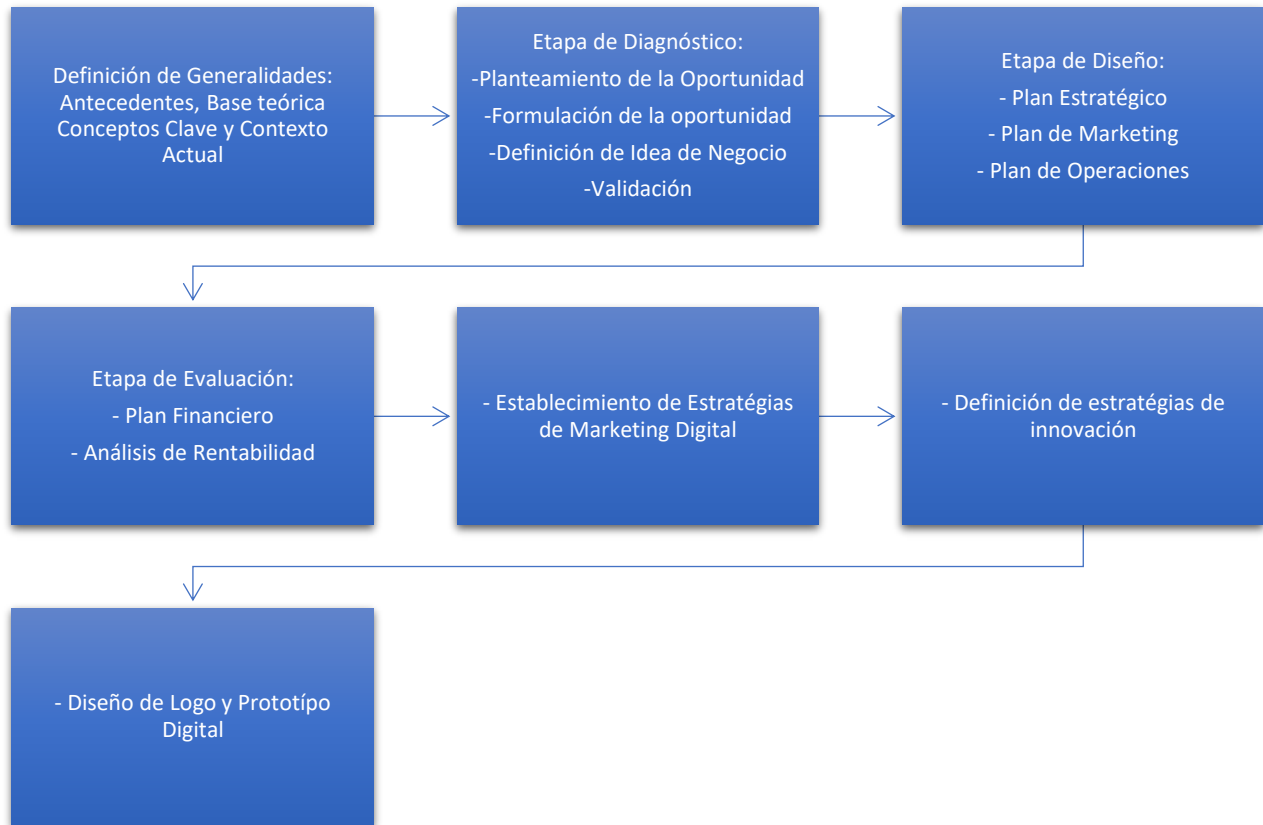 Definición de Generalidades:
Antecedentes, Base teórica
Conceptos Clave y Contexto
Actual
Etapa de Diagnóstico:
-Planteamiento de la Oportunidad
-Formulación de la oportunidad
-Definición de Idea de Negocio
-Validación
Etapa de Diseño:
- Plan Estratégico
- Plan de Marketing
- Plan de Operaciones
Etapa de Evaluación:
- Plan Financiero
- Análisis de Rentabilidad
- Establecimiento de Estratégias
de Marketing Digital
- Definición de estratégias de
innovación
- Diseño de Logo y Prototípo
Digital